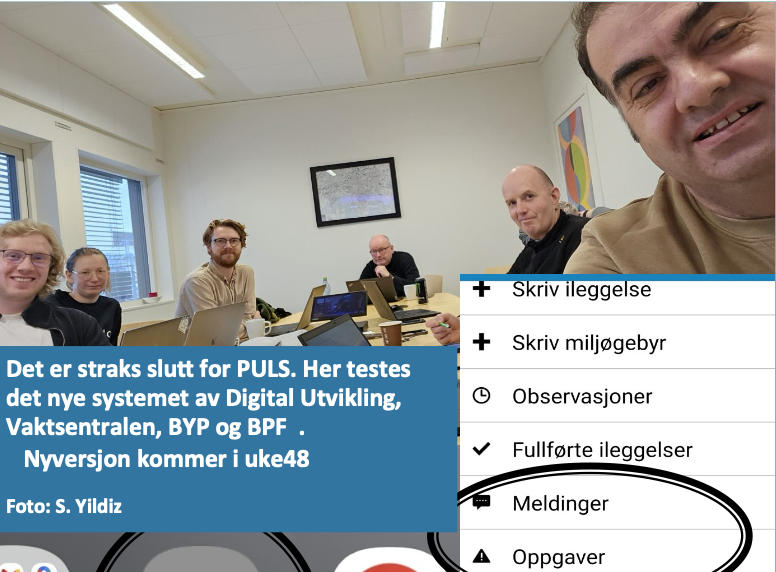 Skriv ileggelse
Skriv miljøgebyr
Observasjoner
Fullførte ileggelser
Meldinger
Oppgaver
Det er straks slutt for PULS. Her testes
det nye systemet av Digital Utvikling,
Vaktsentralen, BYP og BPF .
Nyversjon kommer i uke48
Foto: S. Yildiz